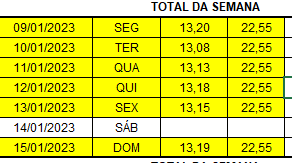 TOTAL DA SEMANA
09/01/2023 SEG 13,20 22,55
10/01/2023 TER 13,08 22,55
11/01/2023 QUA 13,13 22,55
12/01/2023 QUI 13,18 22,55
13/01/2023 SEX 13,15 22,55
14/01/2023 SÁB
15/01/2023 DOM 13,19 22,55